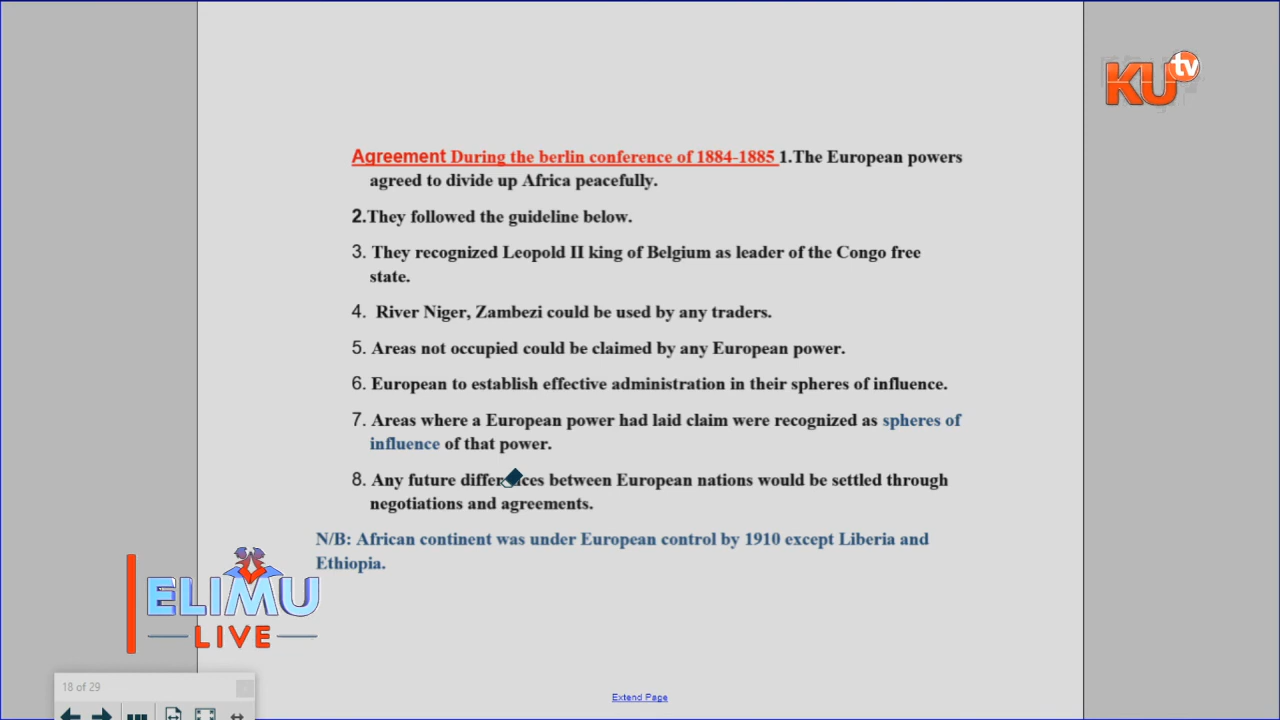 KU tv
Agreement During the berlin conference of 1884-1885 1.The European powers
agreed to divide up Africa peacefully.
2.They followed the guideline below.
3. They recognized Leopold II king of Belgium as leader of the Congo free
state.
4. River Niger, Zambezi could be used by any traders.
5. Areas not occupied could be claimed by any European power.
6. European to establish effective administration in their spheres of influence.
7. Areas where a European power had laid claim were recognized as spheres of
influence of that power.
8. Any future differences between European nations would be settled through
negotiations and agreements.
N/B: African continent was under European control by 1910 except Liberia and
Ethiopia.
ELIMU
LIVE
18 of 29
Extend Page